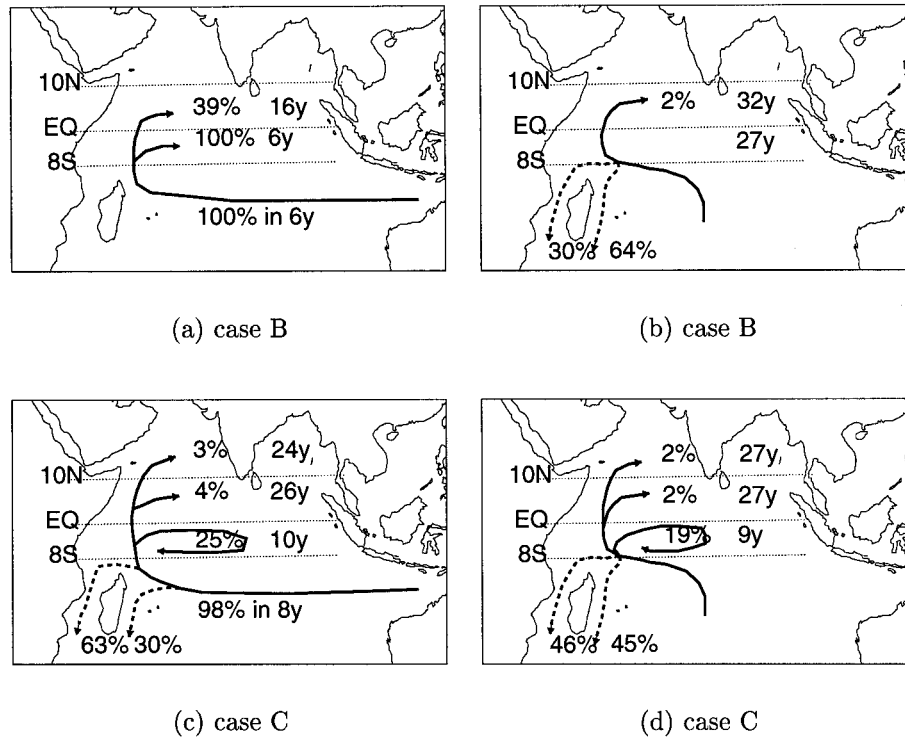 10N
39% 16y
EQ
100% 6y
8S
100% in 6y
(a) case B
10N
2% 32y
EQ
27y
8S
30% 64%
(b) case B
3% 24y
10N
4% 26y
EQ
25% 10y
8S
98% in 8y
63% 30%
(c) case C
2% 27y
10N
2% 27y
EQ
19% 9y
8S
46% 45%
(d) case C